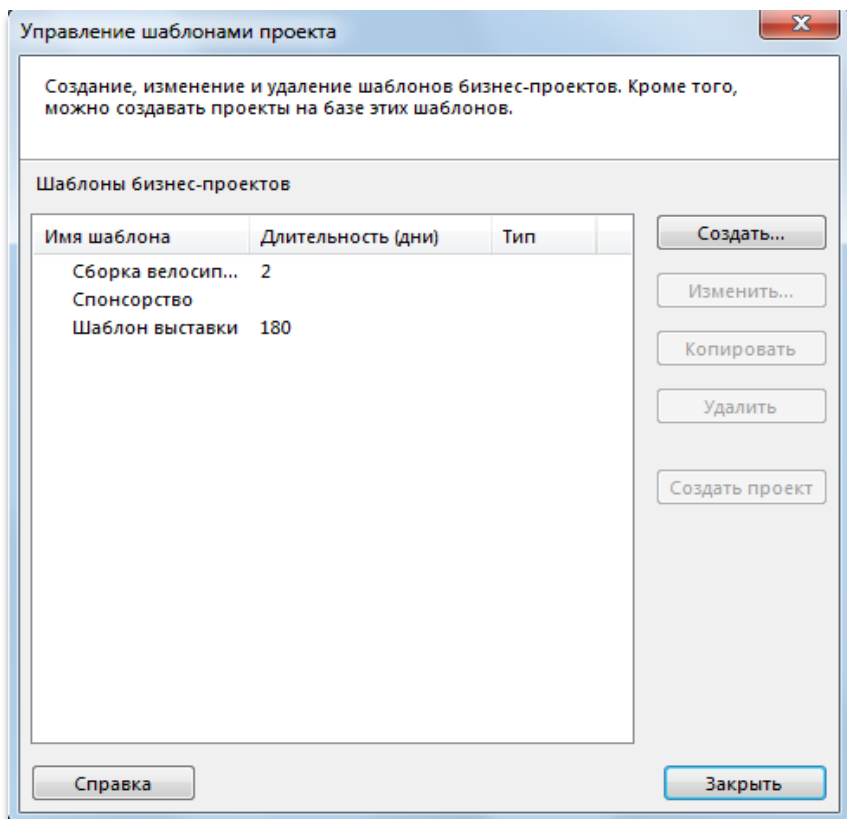 Управление шаблонами проекта
Создание, изменение и удаление шаблонов бизнес-проектов. Кроме того,
можно создавать проекты на базе этих шаблонов.
Шаблоны бизнес-проектов
Имя шаблона Длительность (дни) Тип
Сборка велосип... 2
Спонсорство
Шаблон выставки 180
Создать...
Изменить...
Копировать
Удалить
Создать проект
Справка
Закрыть